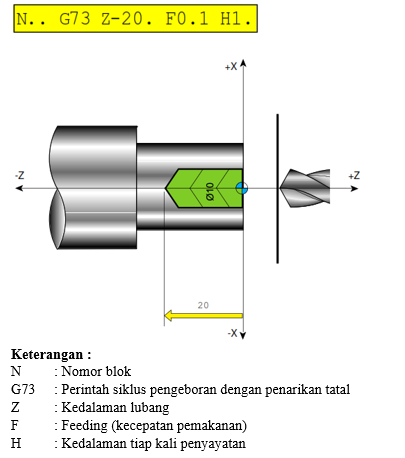 N.. G73 Z-20. F0.1 H1.
+X
-Z
+Z
Ø10
20
-X
Keterangan :
N : Nomor blok
G73 : Perintah siklus pengeboran dengan penarikan tatal
Z : Kedalaman lubang
F : Feeding (kecepatan pemakanan)
H : Kedalaman tiap kali penyayatan